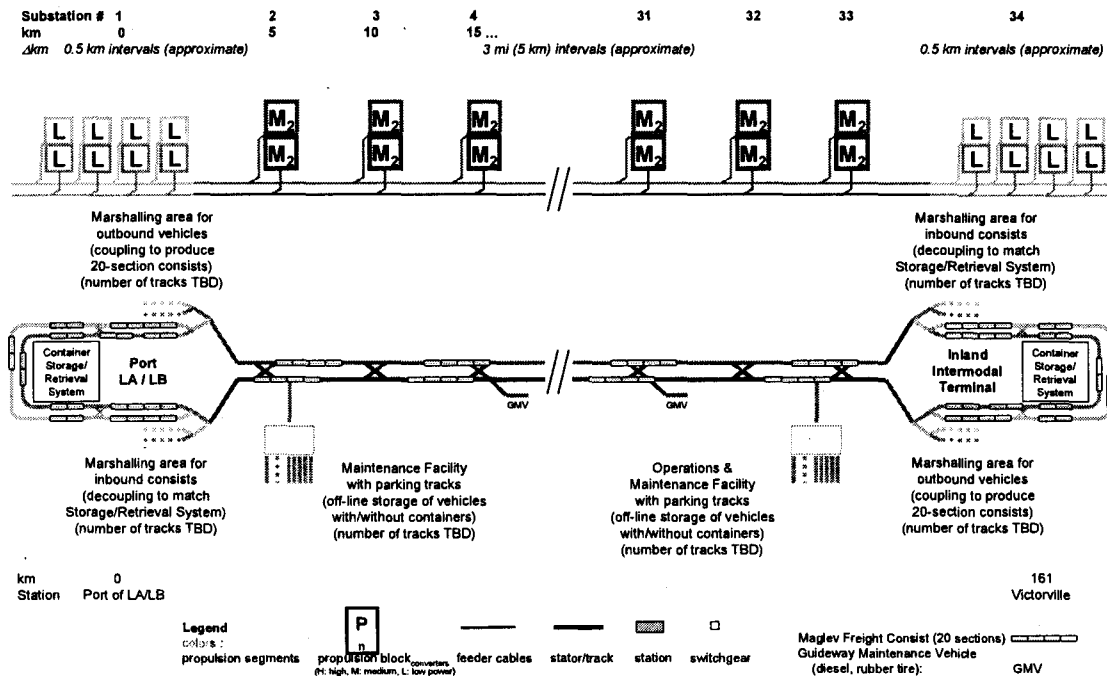 Substation # 1 2 3 4 31 32 33 34
km 0 5 10 15 ...
Δkm 0.5 km intervals (approximate) 3 mi (5 km) intervals (approximate) 0.5 km intervals (approximate)
L L L L M2 M2 M2 M2 M2 M2 L L L L
L L L L M2 M2 M2 M2 M2 M2 L L L L
Marshalling area for
outbound vehicles
(coupling to produce
20-section consists)
(number of tracks TBD)
Marshalling area for
inbound consists
(decoupling to match
Storage/Retrieval System)
(number of tracks TBD)
Container
Storage/
Retrieval
System
Port
LA / LB
Inland
Intermodal
Terminal
Container
Storage/
Retrieval
System
GMV
GMV
Marshalling area for
inbound consists
(decoupling to match
Storage/Retrieval System)
(number of tracks TBD)
Maintenance Facility
with parking tracks
(off-line storage of vehicles
with/without containers)
(number of tracks TBD)
Operations &
Maintenance Facility
with parking tracks
(off-line storage of vehicles
with/without containers)
(number of tracks TBD)
Marshalling area for
outbound vehicles
(coupling to produce
20-section consists)
(number of tracks TBD)
km 0 161
Station Port of LA/LB Victorville
Legend
colors :
propulsion segments
P
n
propulsion block converters
(H: high, M: medium, L: low power)
feeder cables
stator/track
station
switchgear
Maglev Freight Consist (20 sections)
Guideway Maintenance Vehicle
(diesel, rubber tire): GMV